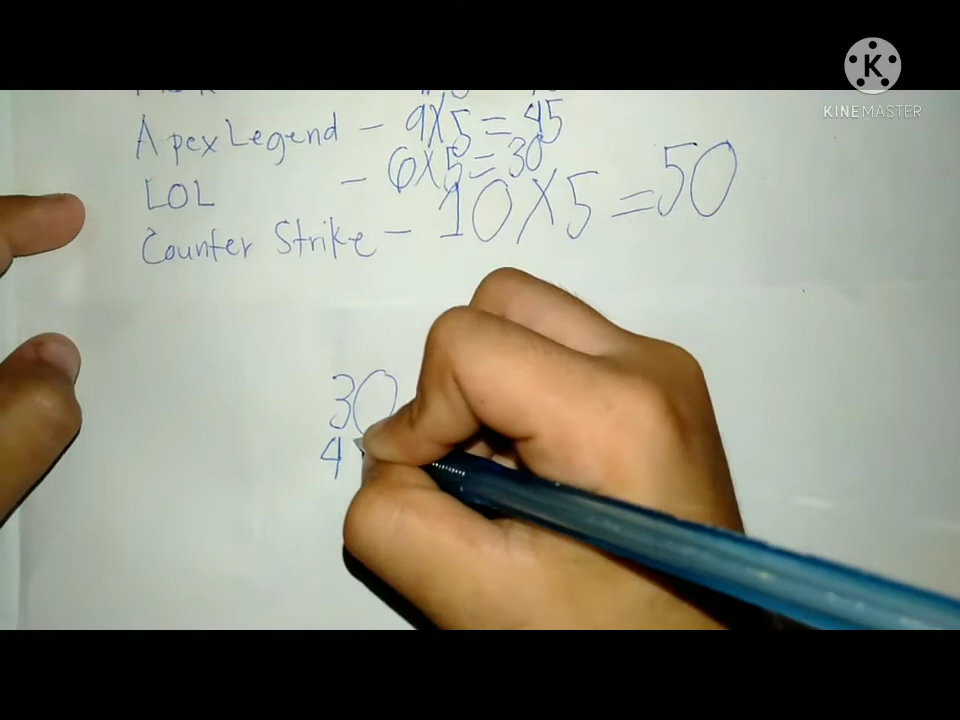 K
KINEMASTER
Apex Legend - 9X5 = 45
LOL - 6X5 = 30
Counter Strike - 10X5 = 50
30
4